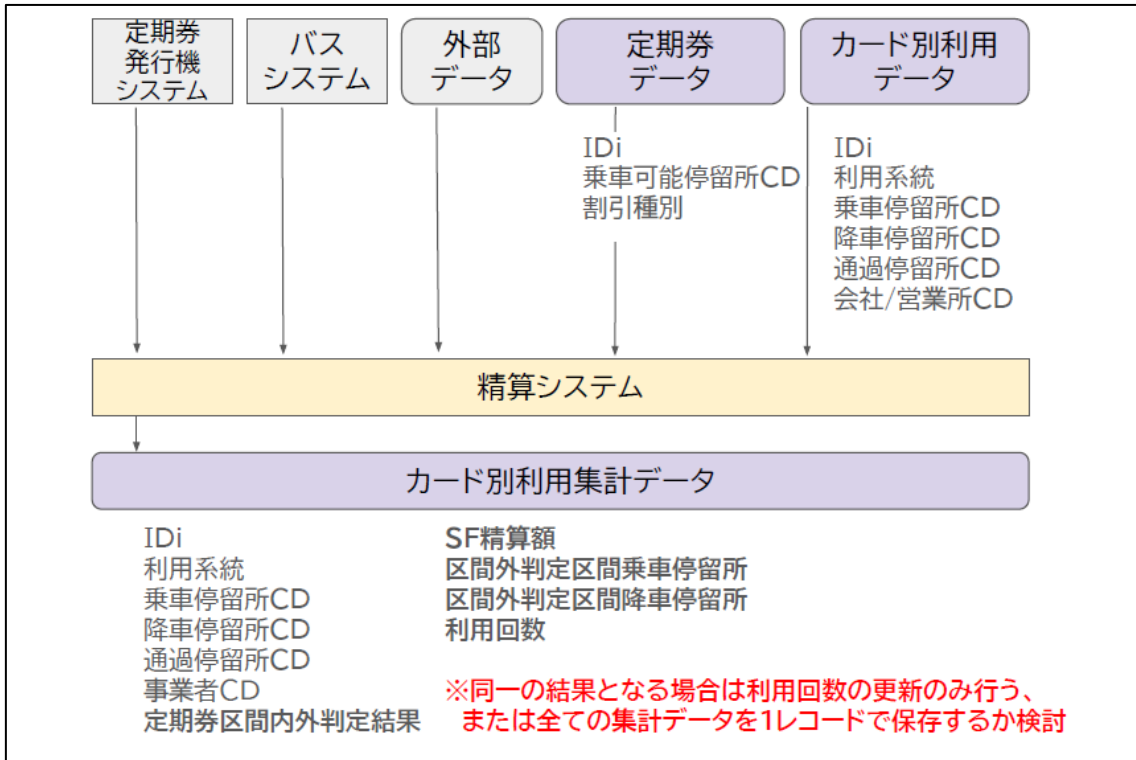 定期券
発行機
システム
バス
システム
外部
データ
定期券
データ
カード別利用
データ
IDi
乗車可能停留所CD
割引種別
IDi
利用系統
乗車停留所CD
降車停留所CD
通過停留所CD
会社/営業所CD
精算システム
カード別利用集計データ
IDi
利用系統
乗車停留所CD
降車停留所CD
通過停留所CD
事業者CD
定期券区間内外判定結果
SF精算額
区間外判定区間乗車停留所
区間外判定区間降車停留所
利用回数
※同一の結果となる場合は利用回数の更新のみ行う、
または全ての集計データを1レコードで保存するか検討